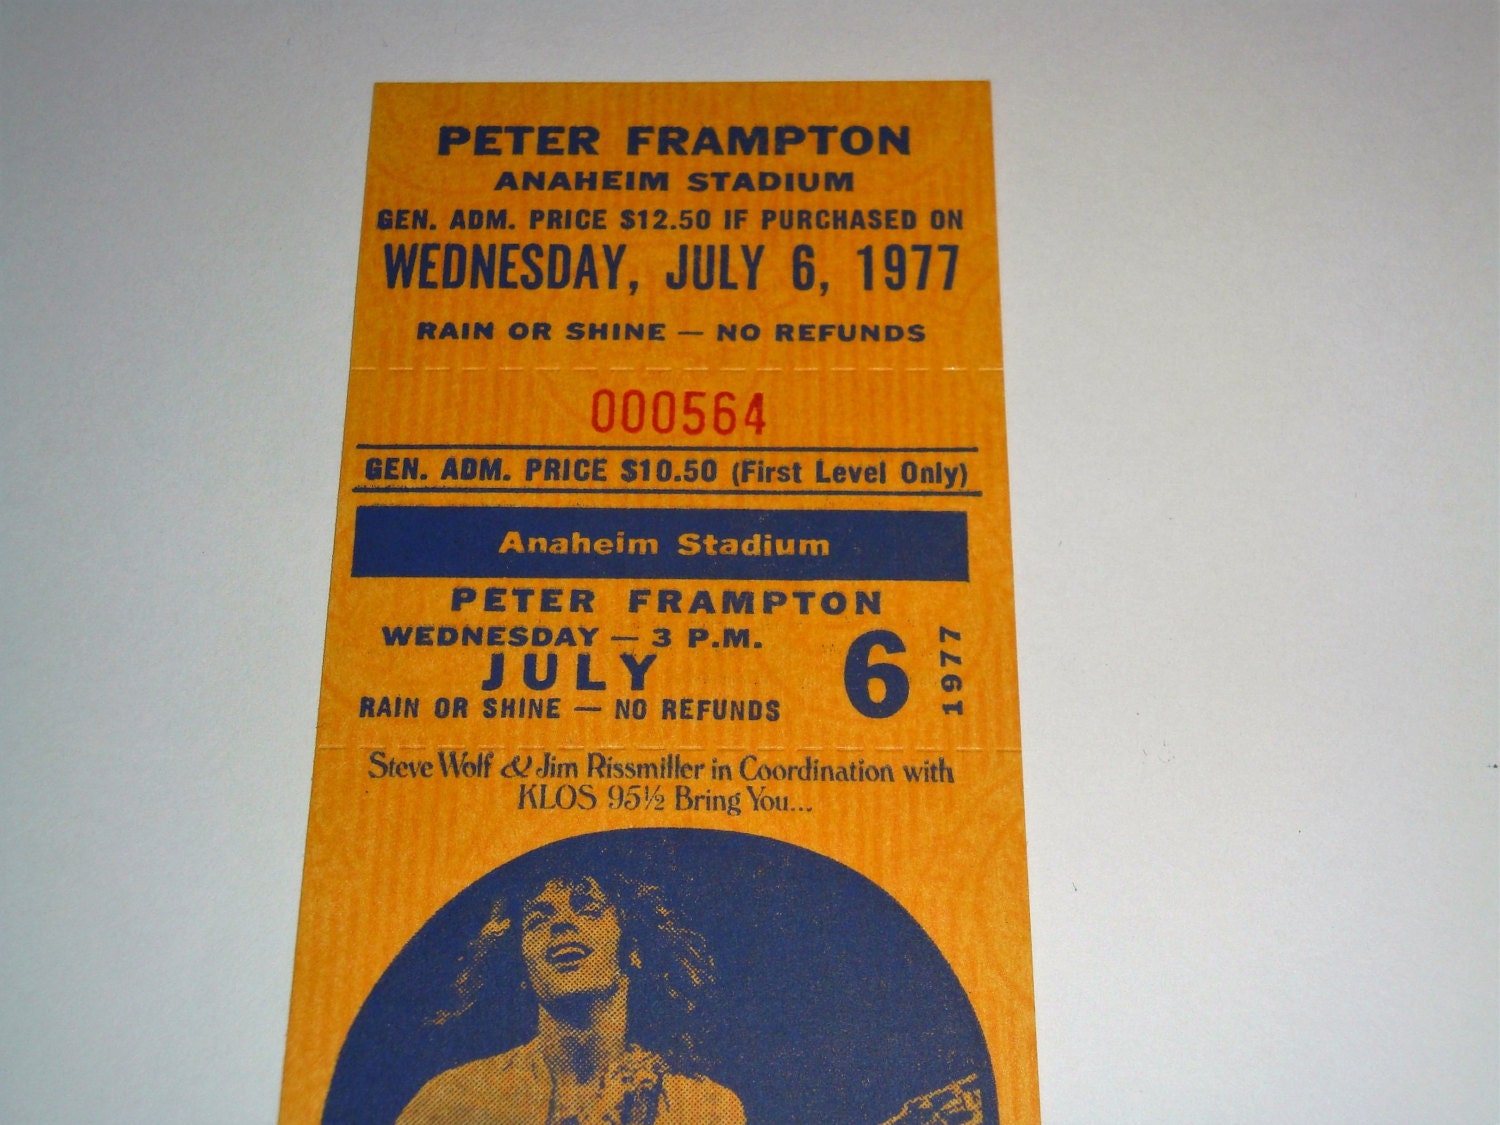 PETER FRAMPTON
ANAHEIM STADIUM
GEN. ADM. PRICE $12.50 IF PURCHASED ON
WEDNESDAY, JULY 6, 1977
RAIN OR SHINE — NO REFUNDS
000564
GEN. ADM. PRICE $10.50 (First Level Only)
Anaheim Stadium
PETER FRAMPTON
WEDNESDAY — 3 P.M.
JULY 6 1977
RAIN OR SHINE — NO REFUNDS
Steve Wolf & Jim Rissmiller in Coordination with
KLOS 95½ Bring You...